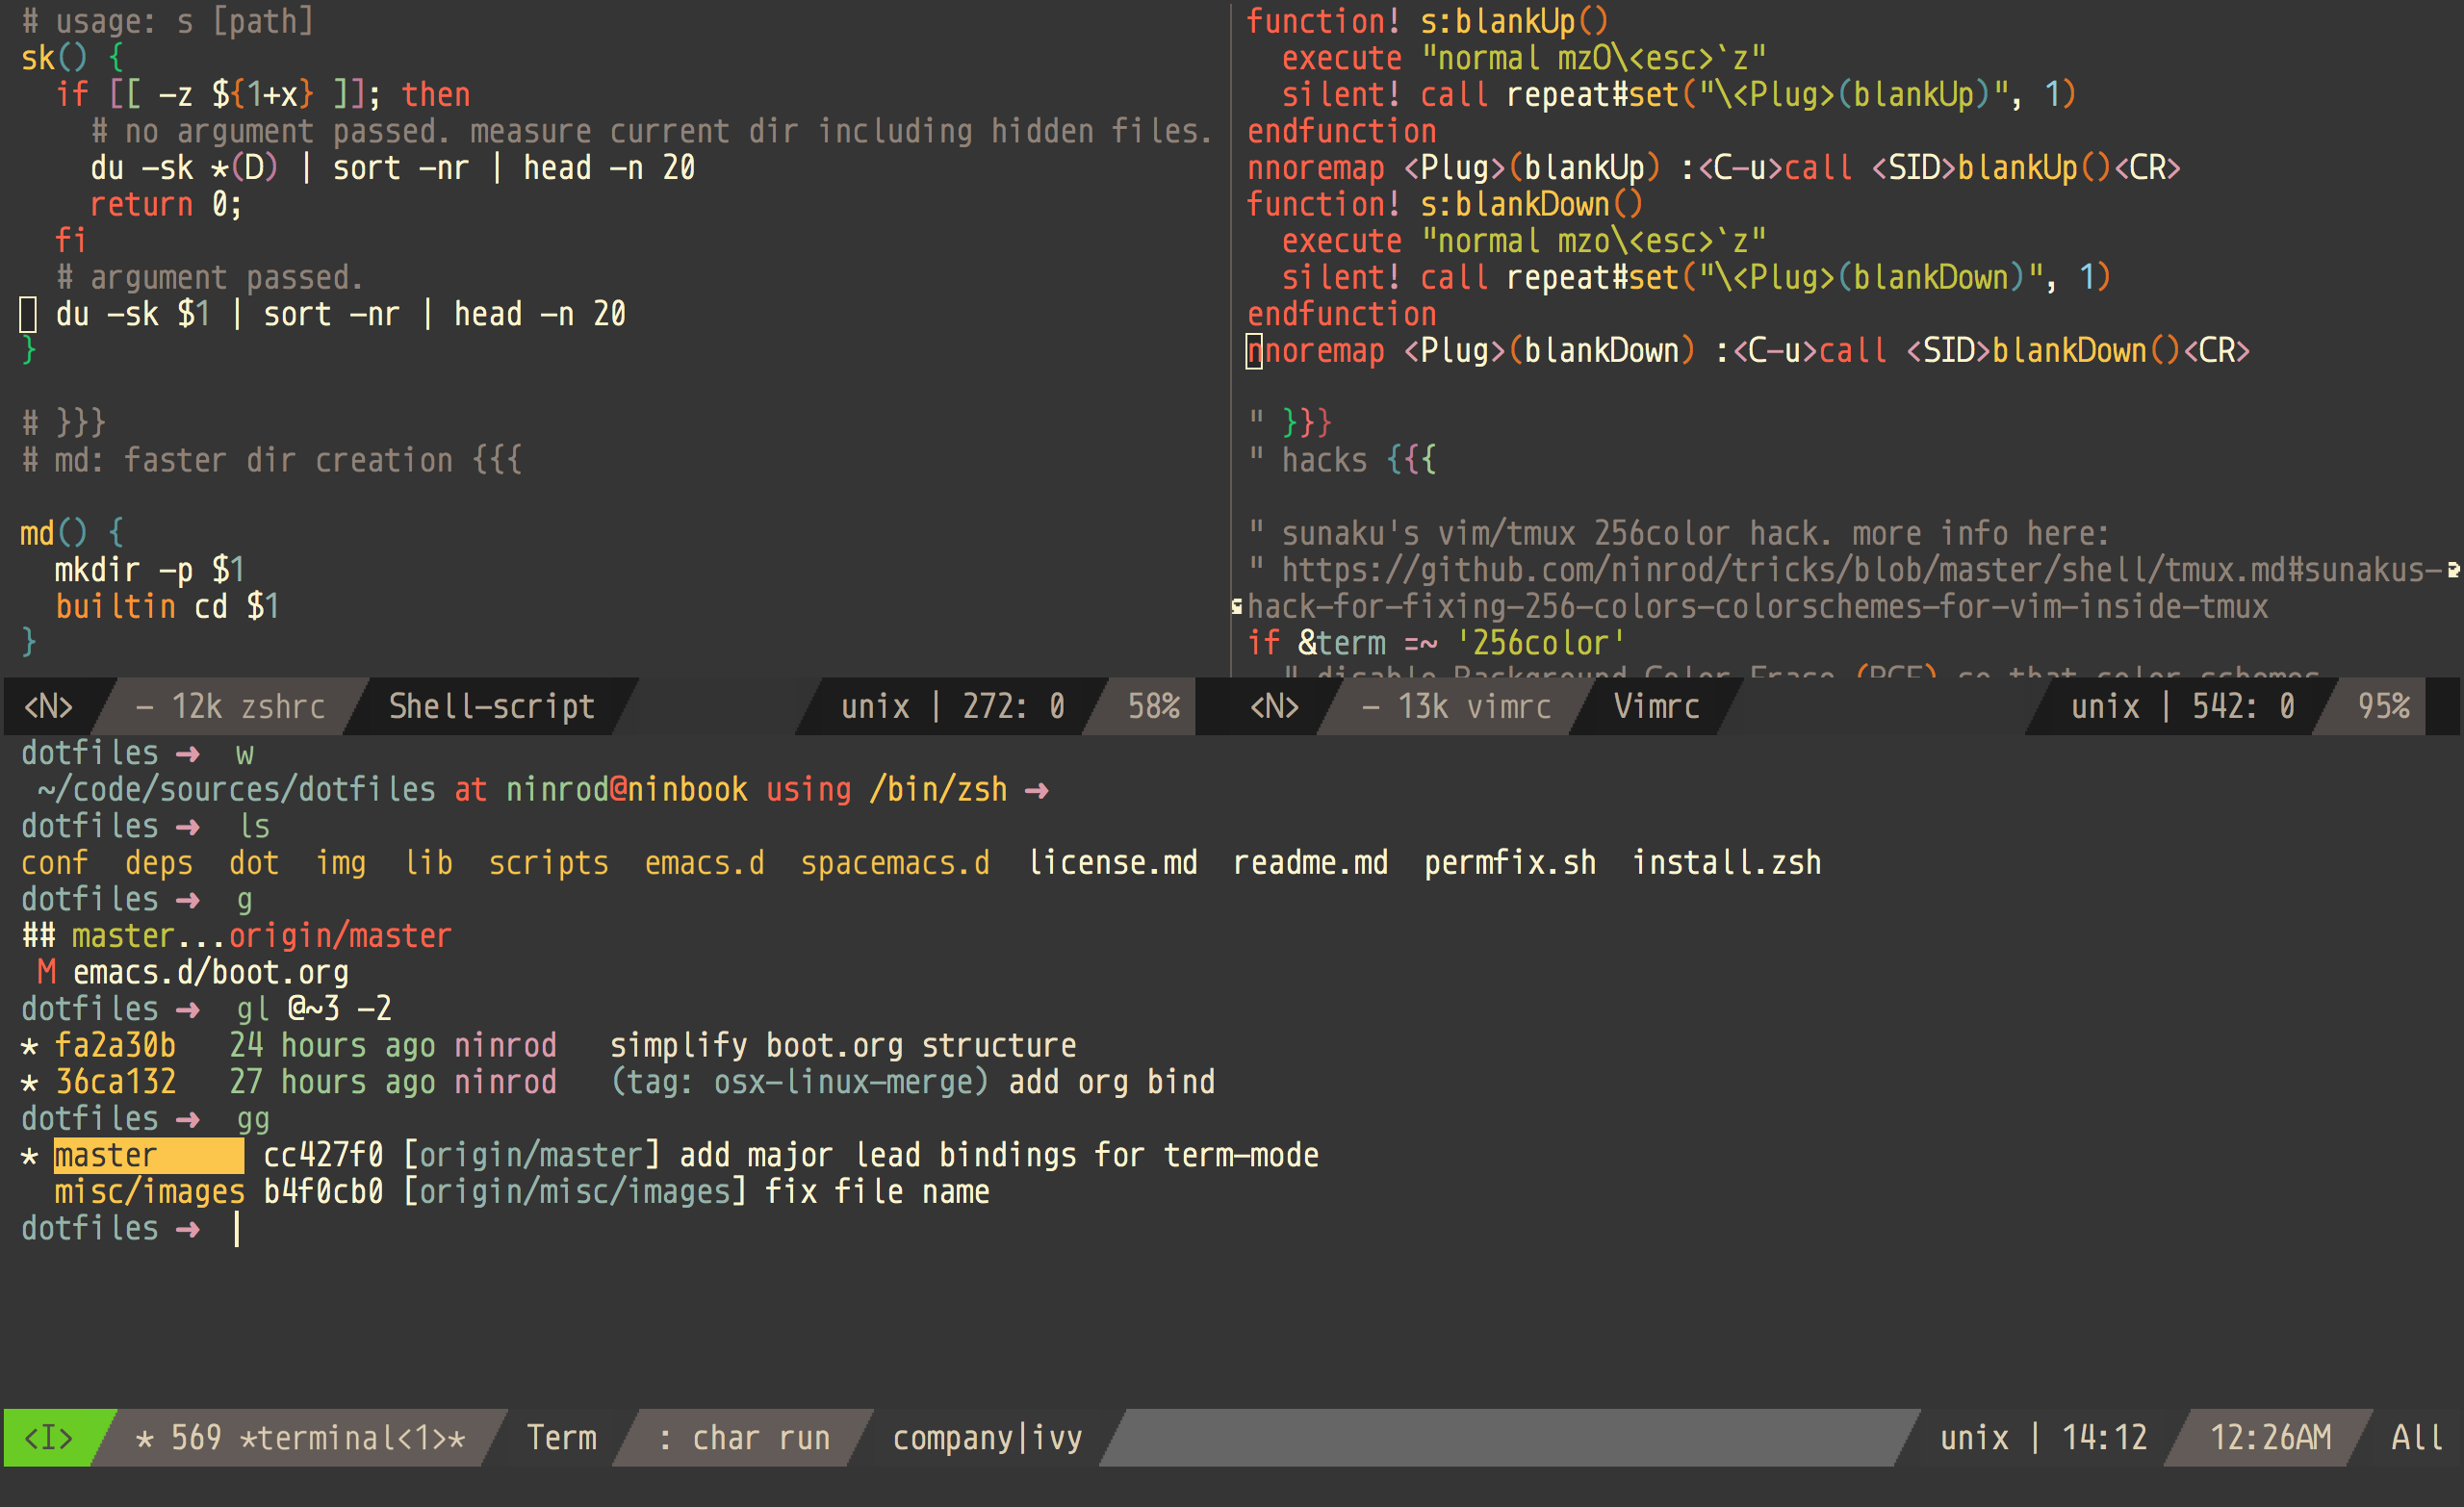 # usage: s [path]
sk() {
  if [[ -z ${1+x} ]]; then
    # no argument passed. measure current dir including hidden files.
    du -sk *(D) | sort -nr | head -n 20
    return 0;
  fi
  # argument passed.
  du -sk $1 | sort -nr | head -n 20
}

# }}}
# md: faster dir creation {{{

md() {
  mkdir -p $1
  builtin cd $1
}
<N> - 12k zshrc Shell-script unix | 272: 0 58%
function! s:blankUp()
  execute "normal mzO\<esc>`z"
  silent! call repeat#set("\<Plug>(blankUp)", 1)
endfunction
nnoremap <Plug>(blankUp) :<C-u>call <SID>blankUp()<CR>
function! s:blankDown()
  execute "normal mzo\<esc>`z"
  silent! call repeat#set("\<Plug>(blankDown)", 1)
endfunction
nnoremap <Plug>(blankDown) :<C-u>call <SID>blankDown()<CR>

" }}}
" hacks {{{

" sunaku's vim/tmux 256color hack. more info here:
" https://github.com/ninrod/tricks/blob/master/shell/tmux.md#sunakus-
hack-for-fixing-256-colors-colorschemes-for-vim-inside-tmux
if &term =~ '256color'
  " disable Background Color Erase (BCE) so that color schemes
<N> - 13k vimrc Vimrc unix | 542: 0 95%
dotfiles ➜  w
 ~/code/sources/dotfiles at ninrod@ninbook using /bin/zsh ➜
dotfiles ➜  ls
conf  deps  dot  img  lib  scripts  emacs.d  spacemacs.d  license.md  readme.md  permfix.sh  install.zsh
dotfiles ➜  g
## master...origin/master
 M emacs.d/boot.org
dotfiles ➜  gl @~3 -2
* fa2a30b   24 hours ago ninrod   simplify boot.org structure
* 36ca132   27 hours ago ninrod   (tag: osx-linux-merge) add org bind
dotfiles ➜  gg
* master      cc427f0 [origin/master] add major lead bindings for term-mode
  misc/images b4f0cb0 [origin/misc/images] fix file name
dotfiles ➜
<I> * 569 *terminal<1>* Term : char run company|ivy unix | 14:12 12:26AM All